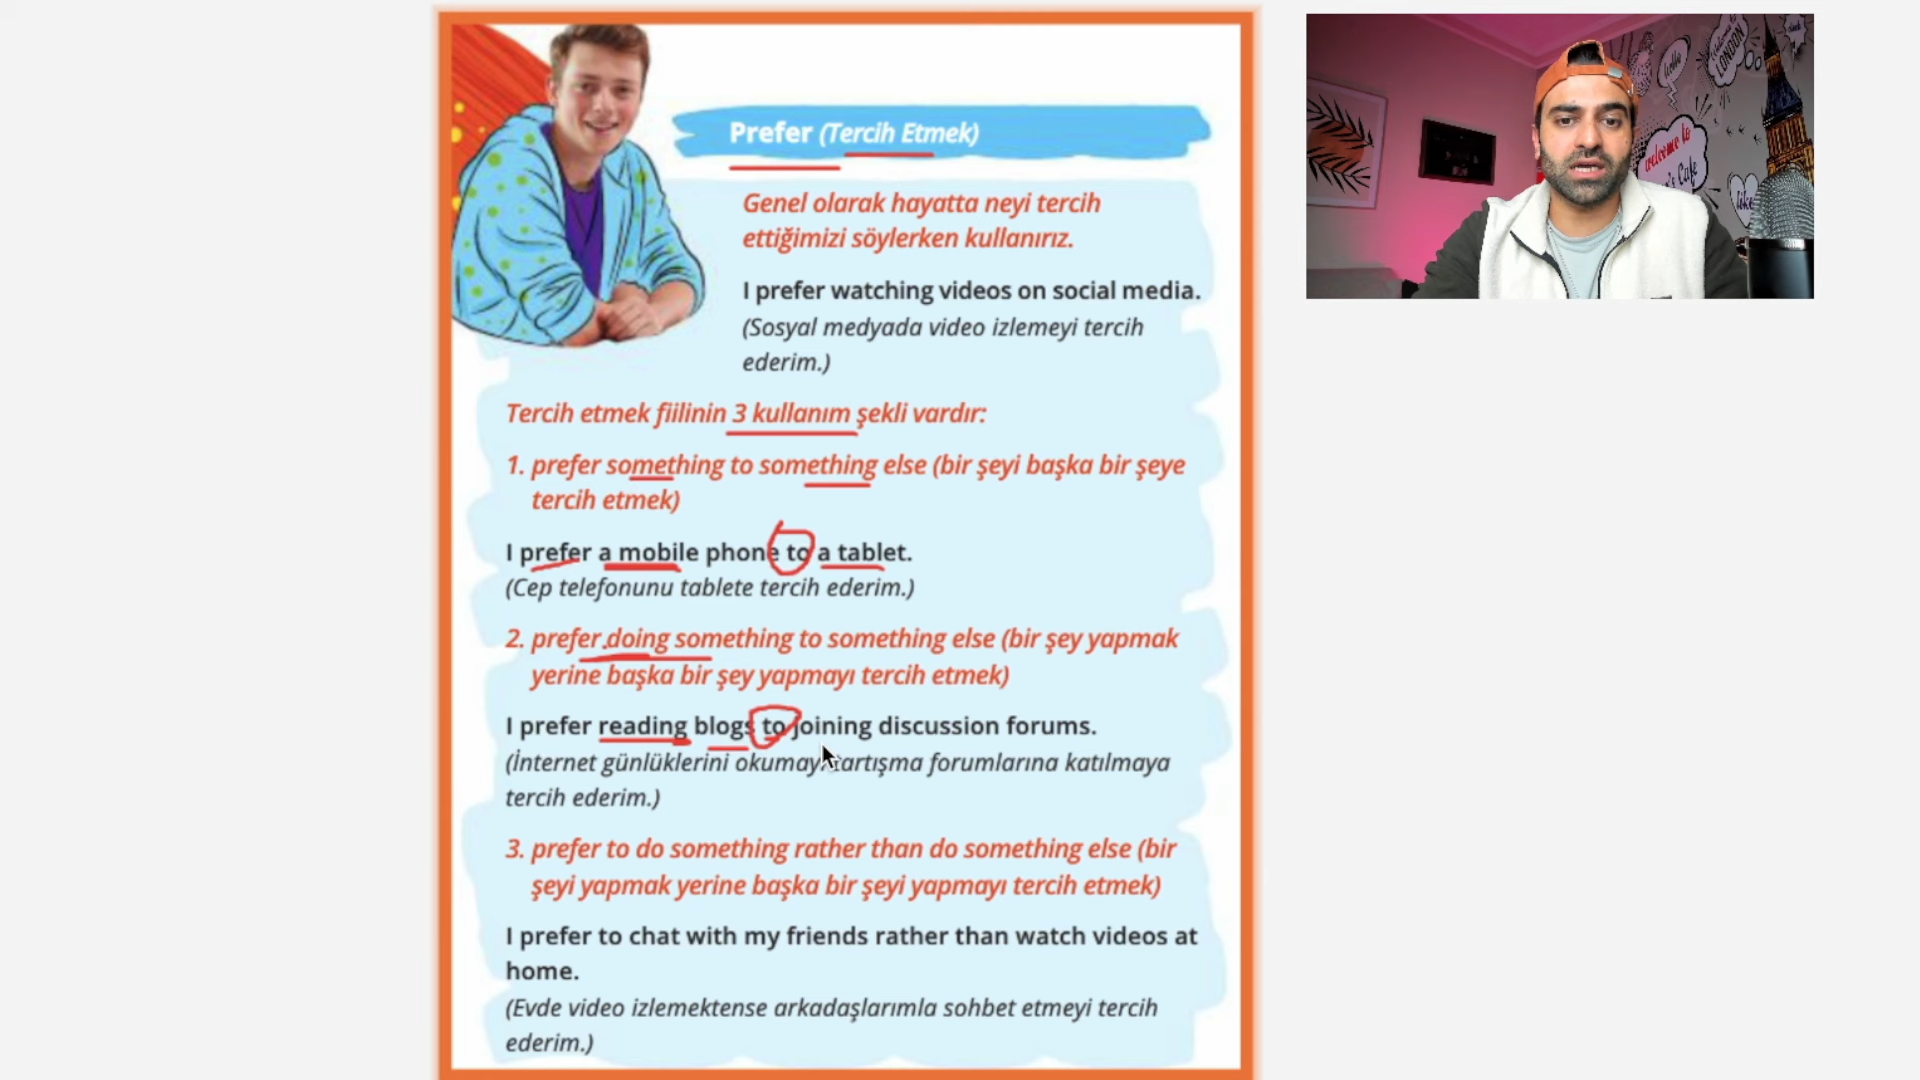 Prefer (Tercih Etmek)
Genel olarak hayatta neyi tercih
ettiğimizi söylerken kullanırız.
I prefer watching videos on social media.
(Sosyal medyada video izlemeyi tercih
ederim.)
Tercih etmek fiilinin 3 kullanım şekli vardır:
1. prefer something to something else (bir şeyi başka bir şeye
tercih etmek)
I prefer a mobile phone to a tablet.
(Cep telefonunu tablete tercih ederim.)
2. prefer doing something to something else (bir şey yapmak
yerine başka bir şey yapmayı tercih etmek)
I prefer reading blogs to joining discussion forums.
(İnternet günlüklerini okumayı tartışma forumlarına katılmaya
tercih ederim.)
3. prefer to do something rather than do something else (bir
şeyi yapmak yerine başka bir şeyi yapmayı tercih etmek)
I prefer to chat with my friends rather than watch videos at
home.
(Evde video izlemektense arkadaşlarımla sohbet etmeyi tercih
ederim.)
hello
LONDON
welcome to
Cafe
like